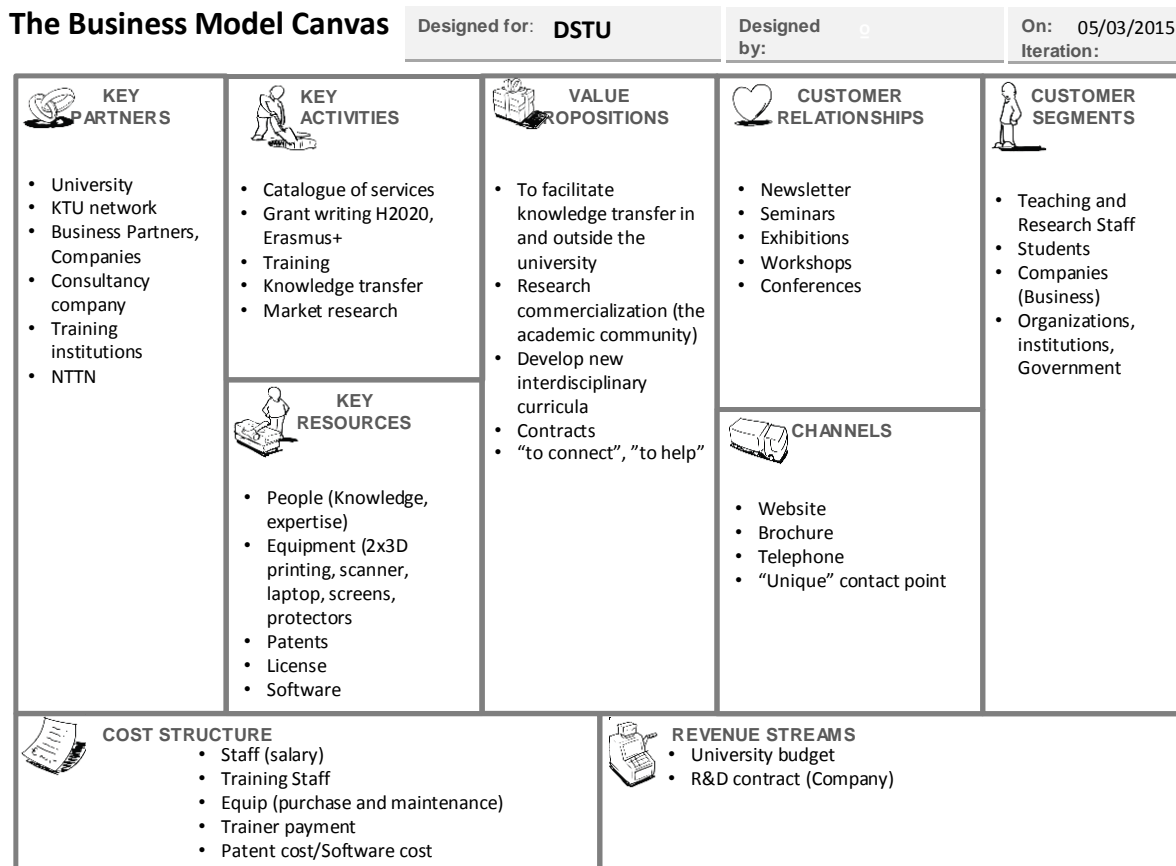 The Business Model Canvas
Designed for: DSTU
Designed
by:
o
On: 05/03/2015
Iteration:
KEY
PARTNERS
• University
• KTU network
• Business Partners,
Companies
• Consultancy
company
• Training
institutions
• NTTN
KEY
ACTIVITIES
• Catalogue of services
• Grant writing H2020,
Erasmus+
• Training
• Knowledge transfer
• Market research
KEY
RESOURCES
• People (Knowledge,
expertise)
• Equipment (2x3D
printing, scanner,
laptop, screens,
protectors
• Patents
• License
• Software
VALUE
ROPOSITIONS
• To facilitate
knowledge transfer in
and outside the
university
• Research
commercialization (the
academic community)
• Develop new
interdisciplinary
curricula
• Contracts
• “to connect”, ”to help”
CUSTOMER
RELATIONSHIPS
• Newsletter
• Seminars
• Exhibitions
• Workshops
• Conferences
CHANNELS
• Website
• Brochure
• Telephone
• “Unique” contact point
CUSTOMER
SEGMENTS
• Teaching and
Research Staff
• Students
• Companies
(Business)
• Organizations,
institutions,
Government
COST STRUCTURE
• Staff (salary)
• Training Staff
• Equip (purchase and maintenance)
• Trainer payment
• Patent cost/Software cost
REVENUE STREAMS
• University budget
• R&D contract (Company)